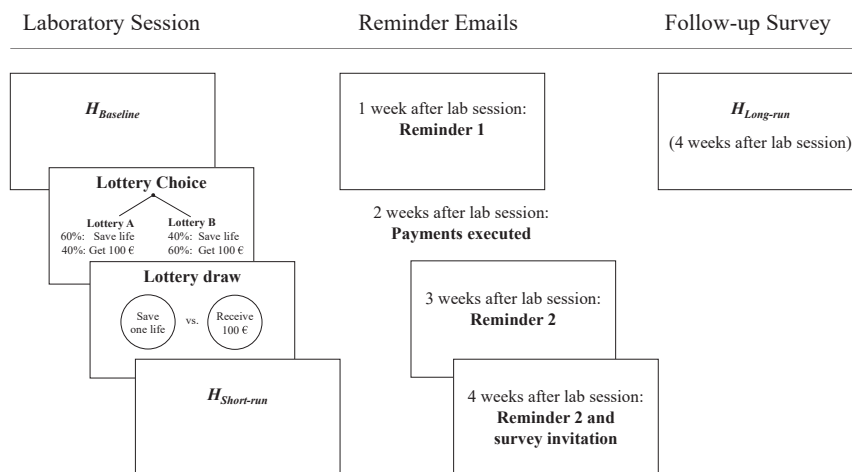 Laboratory Session
Reminder Emails
Follow-up Survey
H_Baseline
Lottery Choice
Lottery A
60%: Save life
40%: Get 100 €
Lottery B
40%: Save life
60%: Get 100 €
Lottery draw
Save
one life
vs.
Receive
100 €
H_Short-run
1 week after lab session:
Reminder 1
2 weeks after lab session:
Payments executed
3 weeks after lab session:
Reminder 2
4 weeks after lab session:
Reminder 2 and
survey invitation
H_Long-run
(4 weeks after lab session)